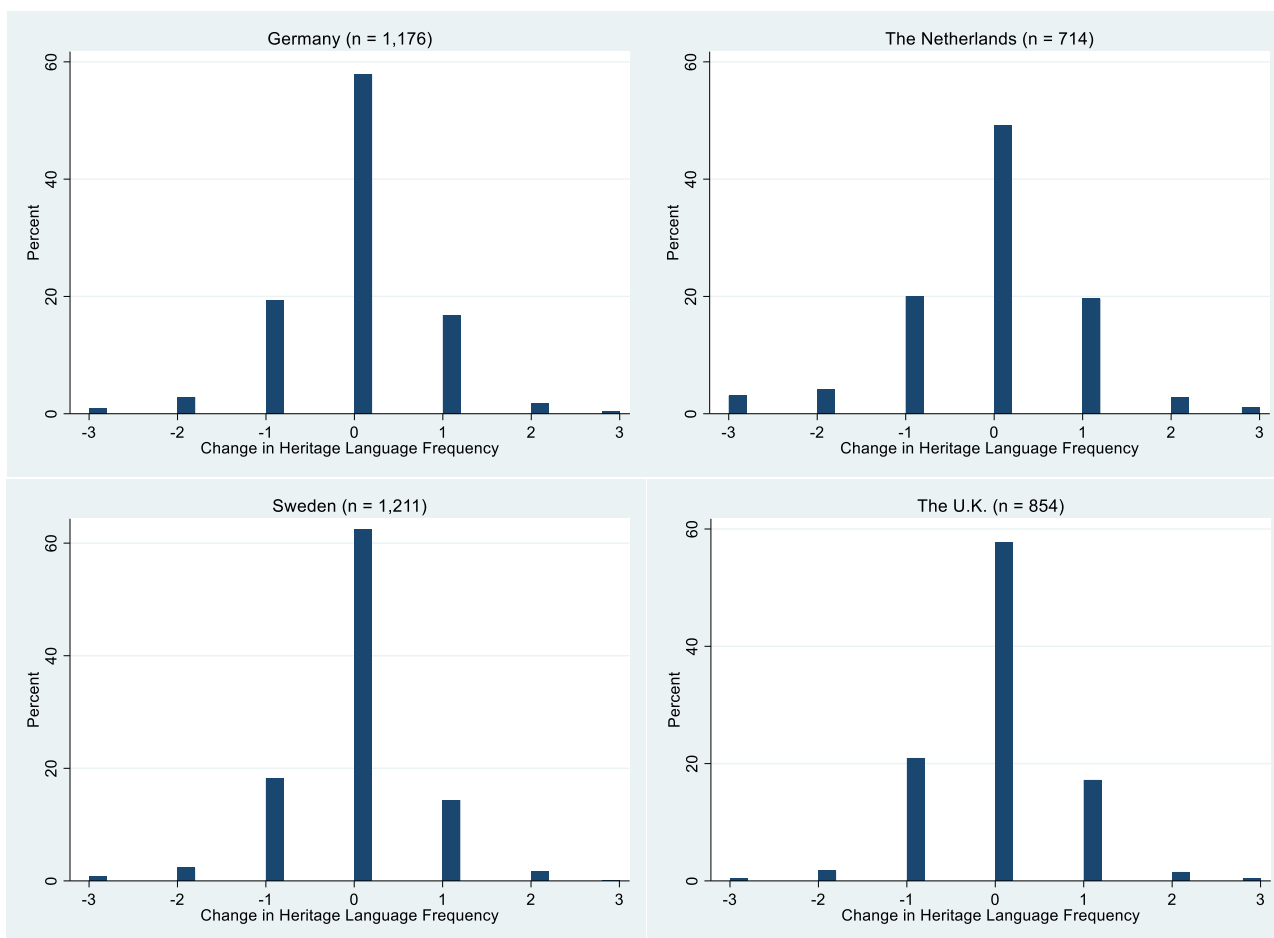 Germany (n = 1,176)
60
40
20
0
Percent
-3 -2 -1 0 1 2 3
Change in Heritage Language Frequency
The Netherlands (n = 714)
60
40
20
0
Percent
-3 -2 -1 0 1 2 3
Change in Heritage Language Frequency
Sweden (n = 1,211)
60
40
20
0
Percent
-3 -2 -1 0 1 2 3
Change in Heritage Language Frequency
The U.K. (n = 854)
60
40
20
0
Percent
-3 -2 -1 0 1 2 3
Change in Heritage Language Frequency